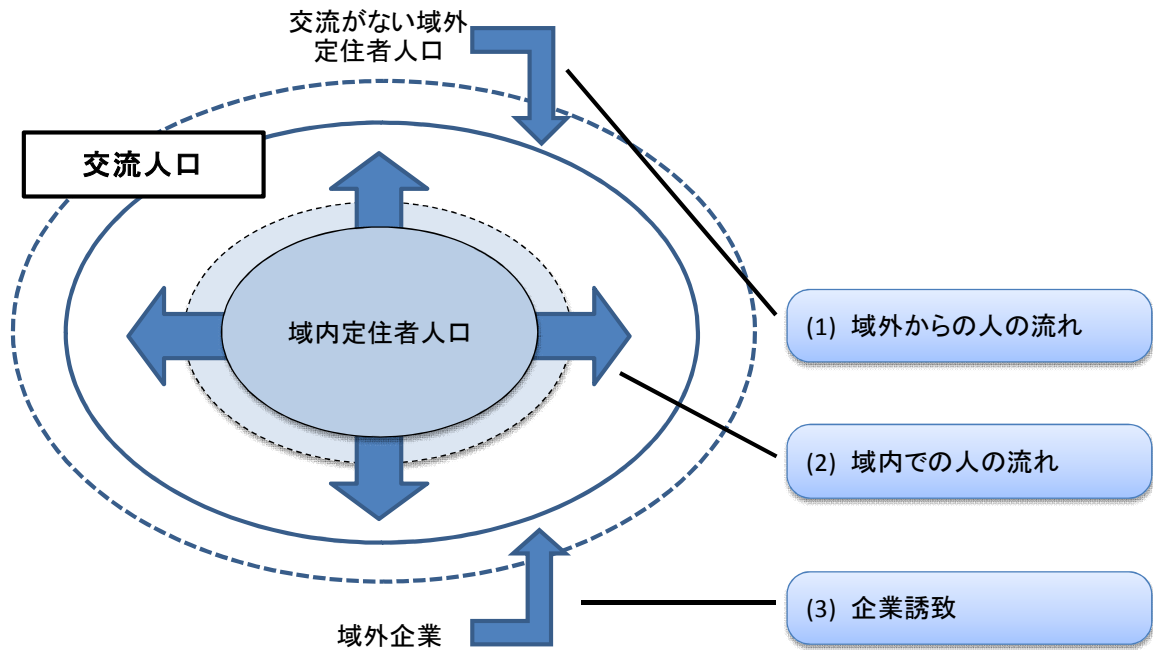 交流がない域外
定住者人口
交流人口
域内定住者人口
(1) 域外からの人の流れ
(2) 域内での人の流れ
(3) 企業誘致
域外企業